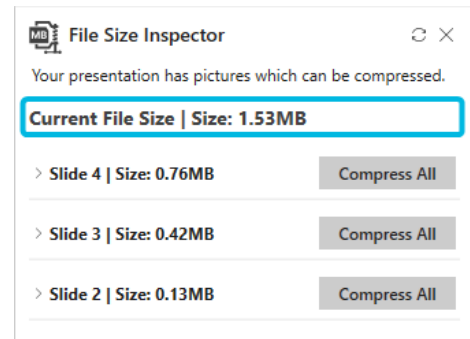 MB File Size Inspector
Your presentation has pictures which can be compressed.
Current File Size | Size: 1.53MB
Slide 4 | Size: 0.76MB Compress All
Slide 3 | Size: 0.42MB Compress All
Slide 2 | Size: 0.13MB Compress All